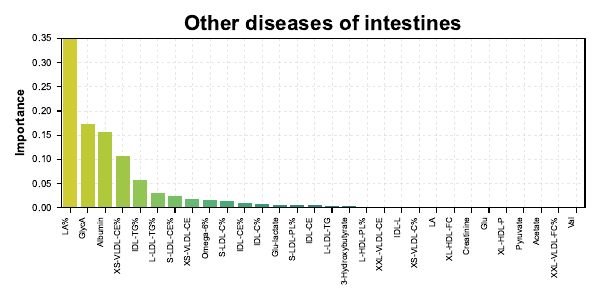 Other diseases of intestines
Importance
0.35
0.30
0.25
0.20
0.15
0.10
0.05
0.00
LA%
GlycA
Albumin
XS-VLDL-CE%
IDL-TG%
L-LDL-TG%
S-LDL-CE%
XS-VLDL-CE
Omega-6%
S-LDL-C%
IDL-CE%
IDL-C%
Glu-lactate
S-LDL-PL%
IDL-CE
L-LDL-TG
3-Hydroxybutyrate
L-HDL-PL%
XXL-VLDL-CE
IDL-L
XS-VLDL-C%
LA
XL-HDL-FC
Creatinine
Glu
XL-HDL-P
Pyruvate
Acetate
XXL-VLDL-FC%
Val